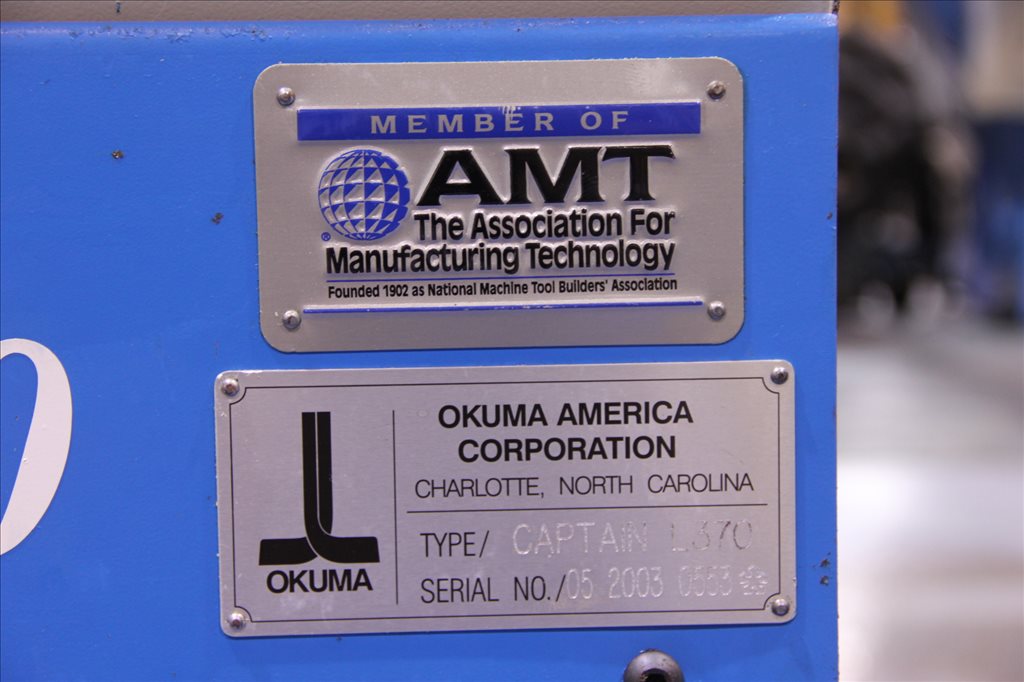 MEMBER OF
AMT
The Association For
Manufacturing Technology
®
Founded 1902 as National Machine Tool Builders' Association
OKUMA
OKUMA AMERICA
CORPORATION
CHARLOTTE, NORTH CAROLINA
TYPE/ CAPTAIN L370
SERIAL NO./ 05 2003